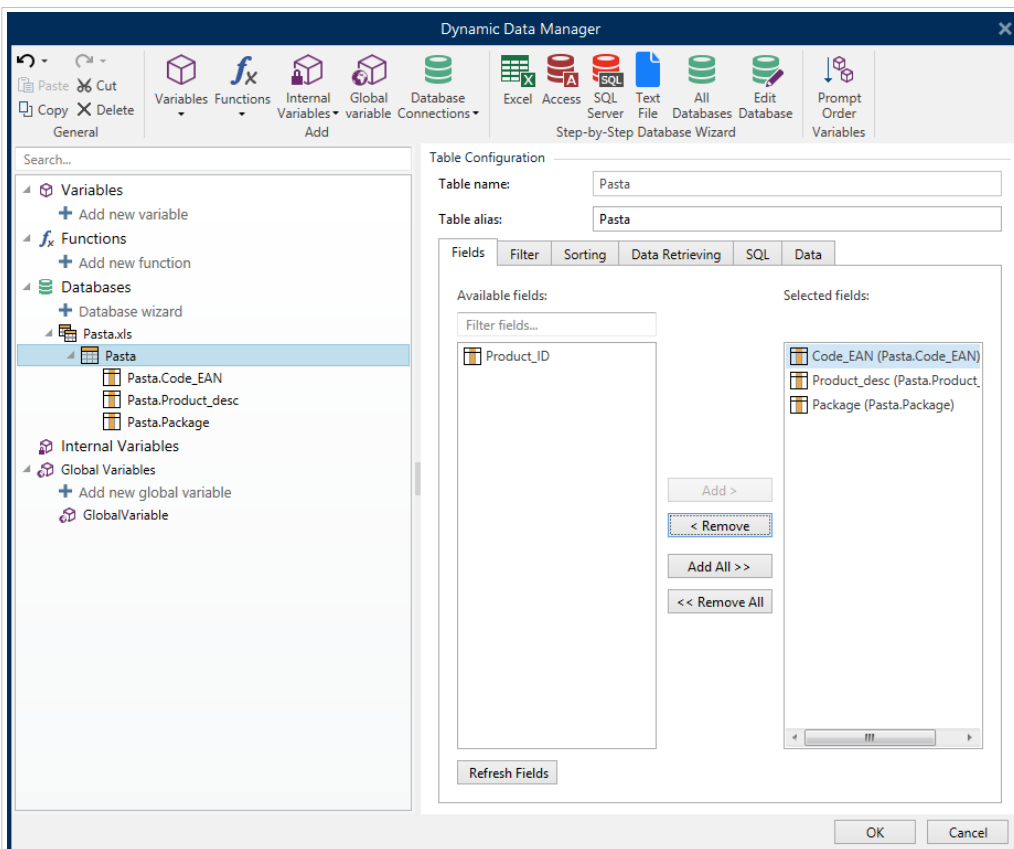 Dynamic Data Manager
Paste Cut
Copy Delete
General
Variables Functions Internal Variables Global variable Database Connections
Add
Excel Access SQL Server Text File All Databases Edit Database
Step-by-Step Database Wizard
Prompt Order
Variables
Search...
Variables
Add new variable
Functions
Add new function
Databases
Database wizard
Pasta.xls
Pasta
Pasta.Code_EAN
Pasta.Product_desc
Pasta.Package
Internal Variables
Global Variables
Add new global variable
GlobalVariable
Table Configuration
Table name: Pasta
Table alias: Pasta
Fields Filter Sorting Data Retrieving SQL Data
Available fields: Selected fields:
Filter fields...
Product_ID
Code_EAN (Pasta.Code_EAN)
Product_desc (Pasta.Product_
Package (Pasta.Package)
Add >
< Remove
Add All >>
<< Remove All
Refresh Fields
OK Cancel